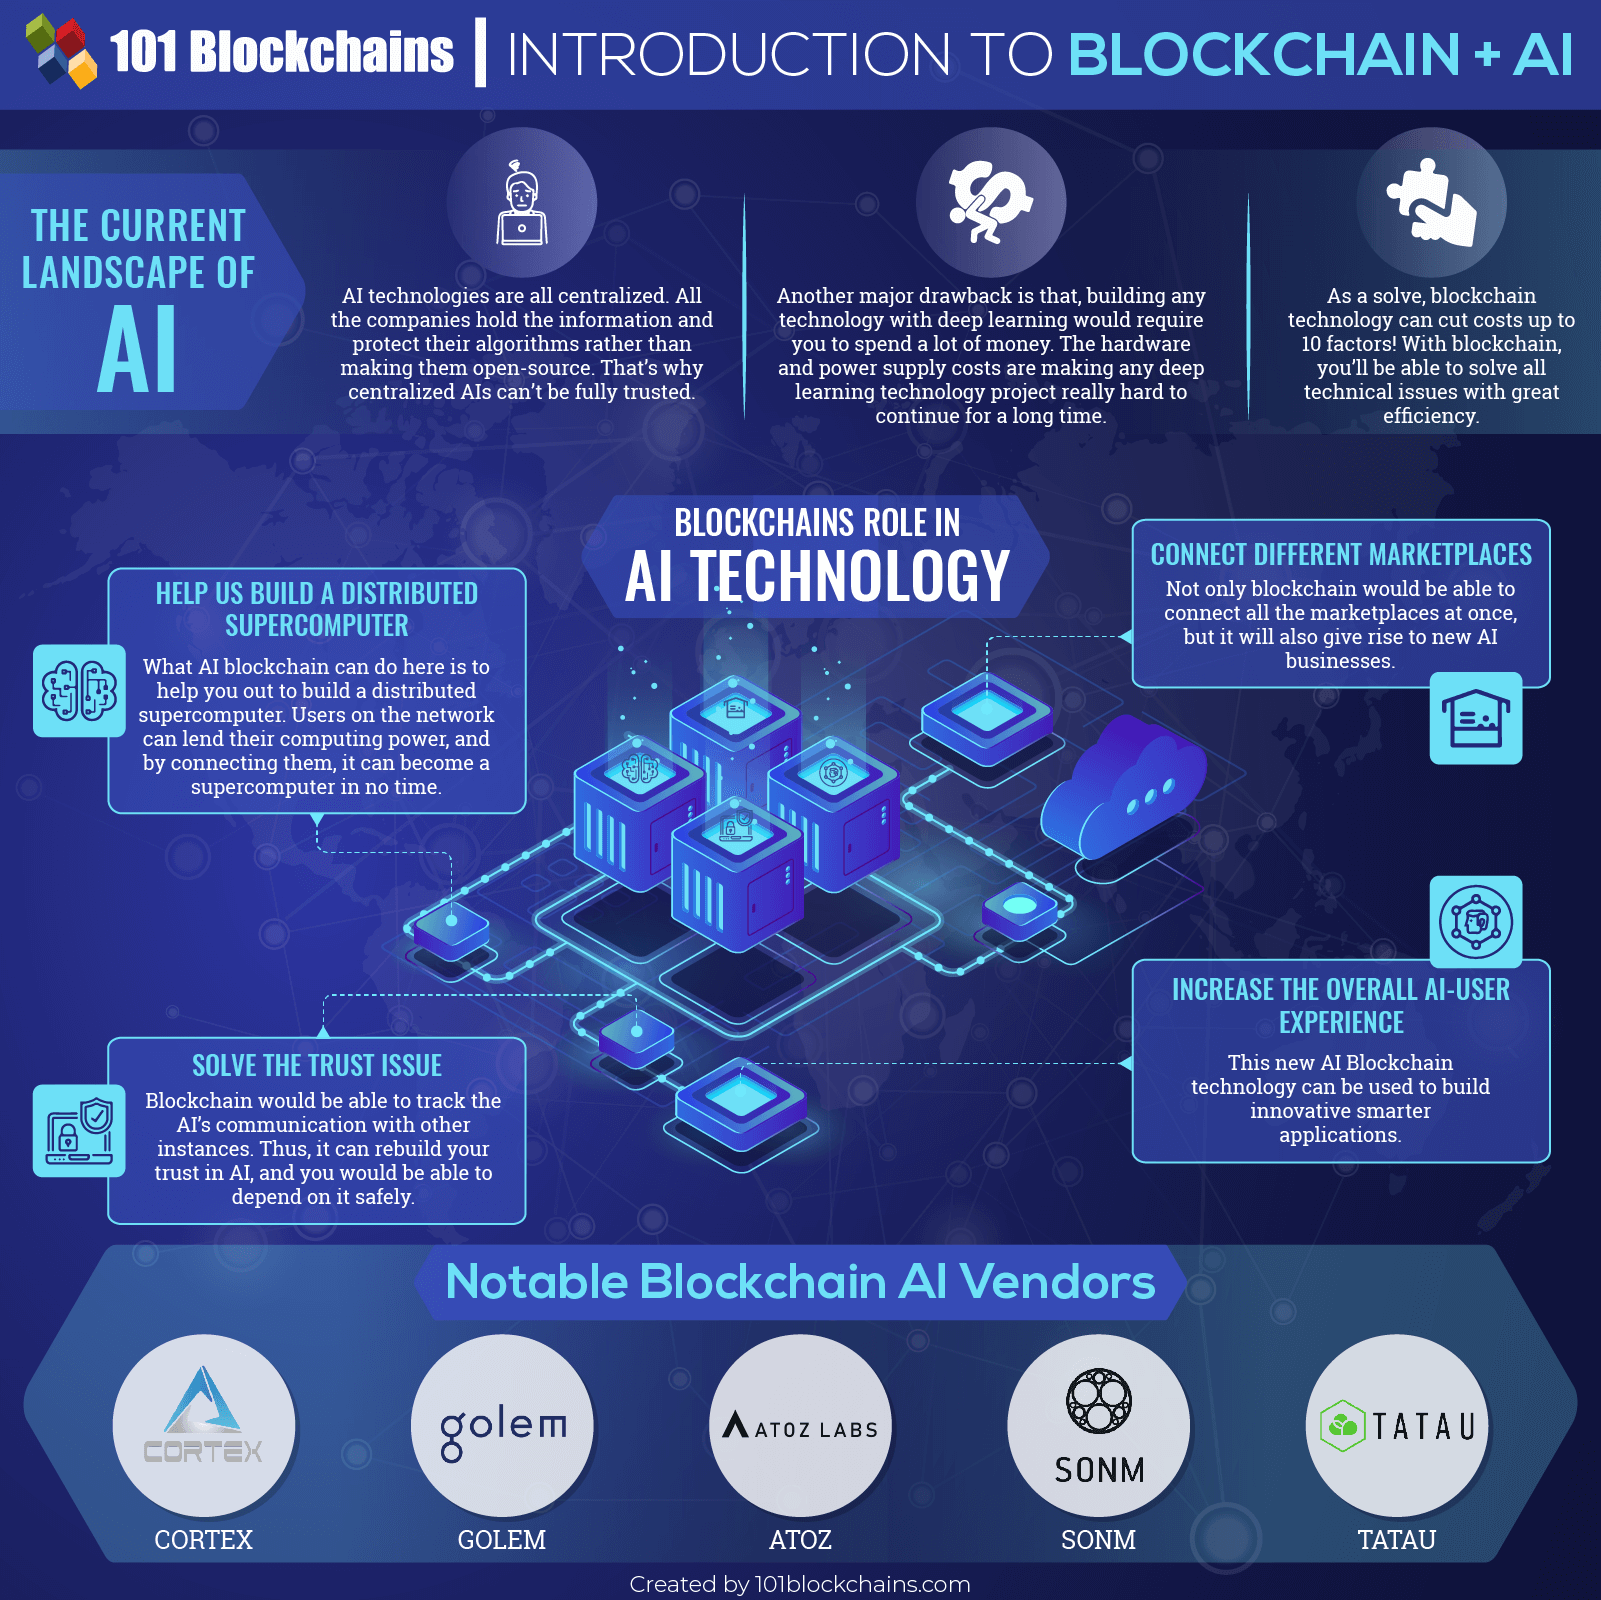 101 Blockchains | INTRODUCTION TO BLOCKCHAIN + AI
THE CURRENT
LANDSCAPE OF
AI
AI technologies are all centralized. All
the companies hold the information and
protect their algorithms rather than
making them open-source. That's why
centralized AIs can't be fully trusted.
Another major drawback is that, building any
technology with deep learning would require
you to spend a lot of money. The hardware
and power supply costs are making any deep
learning technology project really hard to
continue for a long time.
As a solve, blockchain
technology can cut costs up to
10 factors! With blockchain,
you'll be able to solve all
technical issues with great
efficiency.
BLOCKCHAINS ROLE IN
AI TECHNOLOGY
HELP US BUILD A DISTRIBUTED
SUPERCOMPUTER
What AI blockchain can do here is to
help you out to build a distributed
supercomputer. Users on the network
can lend their computing power, and
by connecting them, it can become a
supercomputer in no time.
CONNECT DIFFERENT MARKETPLACES
Not only blockchain would be able to
connect all the marketplaces at once,
but it will also give rise to new AI
businesses.
SOLVE THE TRUST ISSUE
Blockchain would be able to track the
AI's communication with other
instances. Thus, it can rebuild your
trust in AI, and you would be able to
depend on it safely.
INCREASE THE OVERALL AI-USER
EXPERIENCE
This new AI Blockchain
technology can be used to build
innovative smarter
applications.
Notable Blockchain AI Vendors
CORTEX
golem
ATOZ LABS
SONM
TATAU
CORTEX
GOLEM
ATOZ
SONM
TATAU
Created by 101blockchains.com